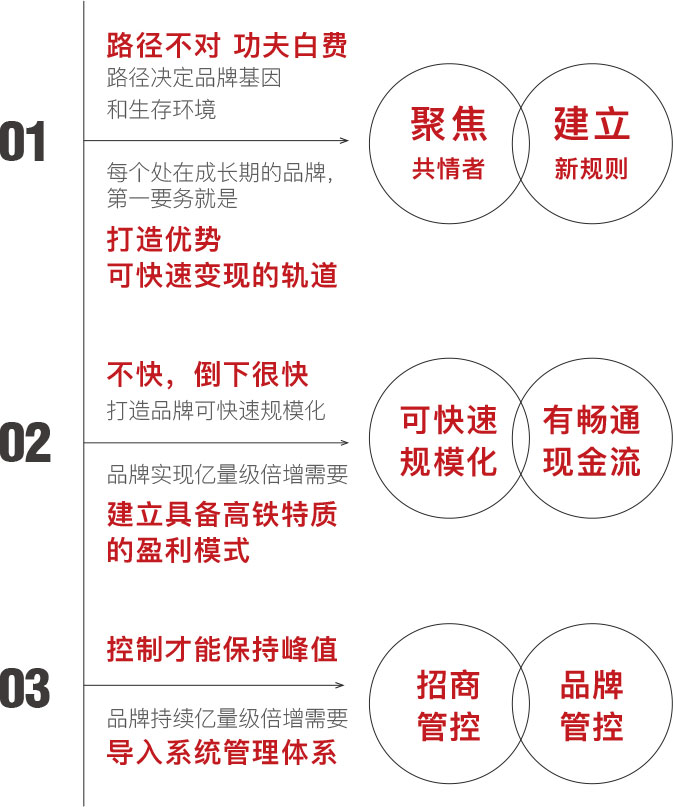 01
路径不对 功夫白费
路径决定品牌基因
和生存环境
每个处在成长期的品牌，
第一要务就是
打造优势
可快速变现的轨道
聚焦
共情者
建立
新规则
02
不快，倒下很快
打造品牌可快速规模化
品牌实现亿量级倍增需要
建立具备高铁特质
的盈利模式
可快速
规模化
有畅通
现金流
03
控制才能保持峰值
品牌持续亿量级倍增需要
导入系统管理体系
招商
管控
品牌
管控